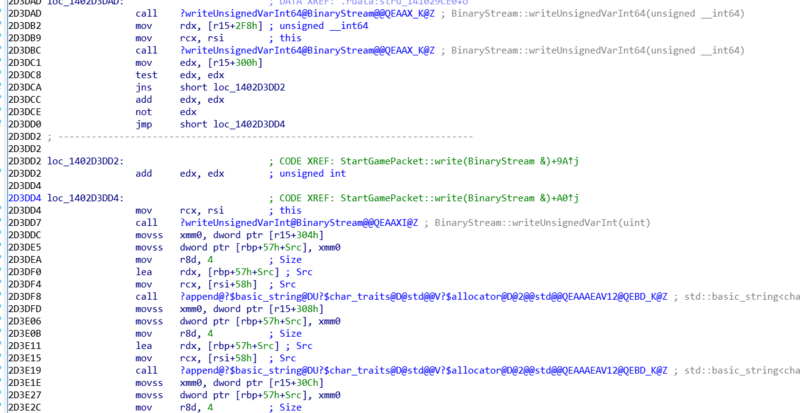 2D3DAD loc_1402D3DAD: ; DATA XREF: .rdata:stru_141029CE0↓o
2D3DAD call ?writeUnsignedVarInt64@BinaryStream@@QEAAX_K@Z ; BinaryStream::writeUnsignedVarInt64(unsigned __int64)
2D3DB2 mov rdx, [r15+2F8h] ; unsigned __int64
2D3DB9 mov rcx, rsi ; this
2D3DBC call ?writeUnsignedVarInt64@BinaryStream@@QEAAX_K@Z ; BinaryStream::writeUnsignedVarInt64(unsigned __int64)
2D3DC1 mov edx, [r15+300h]
2D3DC8 test edx, edx
2D3DCA jns short loc_1402D3DD2
2D3DCC add edx, edx
2D3DCE not edx
2D3DD0 jmp short loc_1402D3DD4
2D3DD2 ; ---------------------------------------------------------------------------
2D3DD2
2D3DD2 loc_1402D3DD2: ; CODE XREF: StartGamePacket::write(BinaryStream &)+9A↑j
2D3DD2 add edx, edx ; unsigned int
2D3DD4
2D3DD4 loc_1402D3DD4: ; CODE XREF: StartGamePacket::write(BinaryStream &)+A0↑j
2D3DD4 mov rcx, rsi ; this
2D3DD7 call ?writeUnsignedVarInt@BinaryStream@@QEAAXI@Z ; BinaryStream::writeUnsignedVarInt(uint)
2D3DDC movss xmm0, dword ptr [r15+304h]
2D3DE5 movss dword ptr [rbp+57h+Src], xmm0
2D3DEA mov r8d, 4 ; Size
2D3DF0 lea rdx, [rbp+57h+Src] ; Src
2D3DF4 mov rcx, [rsi+58h] ; Src
2D3DF8 call ?append@?$basic_string@DU?$char_traits@D@std@@V?$allocator@D@2@@std@@QEAAAEAV12@QEBD_K@Z ; std::basic_string<cha
2D3DFD movss xmm0, dword ptr [r15+308h]
2D3E06 movss dword ptr [rbp+57h+Src], xmm0
2D3E0B mov r8d, 4 ; Size
2D3E11 lea rdx, [rbp+57h+Src] ; Src
2D3E15 mov rcx, [rsi+58h] ; Src
2D3E19 call ?append@?$basic_string@DU?$char_traits@D@std@@V?$allocator@D@2@@std@@QEAAAEAV12@QEBD_K@Z ; std::basic_string<cha
2D3E1E movss xmm0, dword ptr [r15+30Ch]
2D3E27 movss dword ptr [rbp+57h+Src], xmm0
2D3E2C mov r8d, 4 ; Size